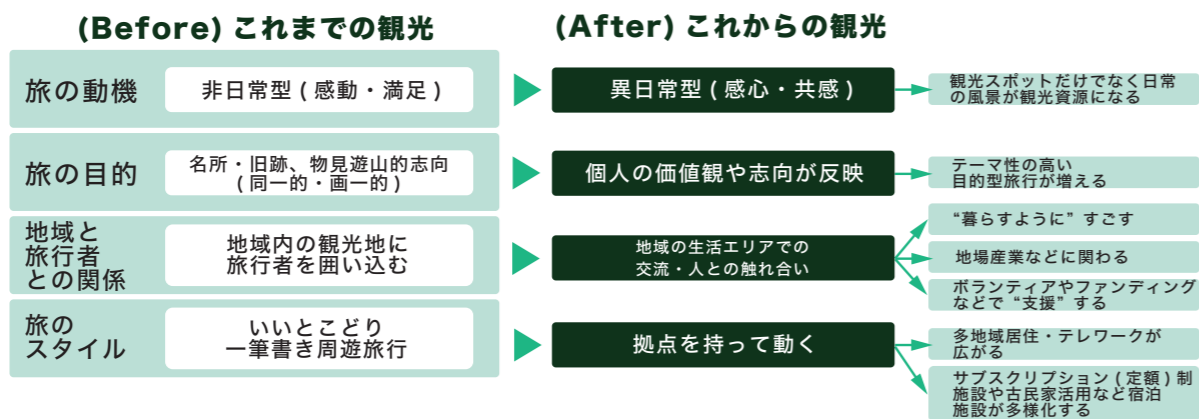 (Before) これまでの観光
(After) これからの観光
旅の動機
非日常型 ( 感動・満足 )
異日常型 ( 感心・共感 )
観光スポットだけでなく日常
の風景が観光資源になる
旅の目的
名所・旧跡、物見遊山的志向
( 同一的・画一的 )
個人の価値観や志向が反映
テーマ性の高い
目的型旅行が増える
地域と
旅行者
との関係
地域内の観光地に
旅行者を囲い込む
地域の生活エリアでの
交流・人との触れ合い
“暮らすように” すごす
地場産業などに関わる
ボランティアやファンディング
などで “支援” する
旅の
スタイル
いいとこどり
一筆書き周遊旅行
拠点を持って動く
多地域居住・テレワークが
広がる
サブスクリプション ( 定額 ) 制
施設や古民家活用など宿泊
施設が多様化する